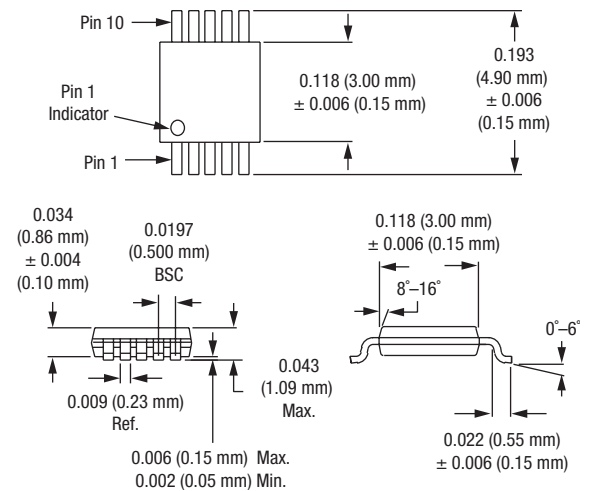 Pin 10
Pin 1
Indicator
Pin 1
0.118 (3.00 mm)
± 0.006 (0.15 mm)
0.193
(4.90 mm)
± 0.006
(0.15 mm)
0.034
(0.86 mm)
± 0.004
(0.10 mm)
0.0197
(0.500 mm)
BSC
0.118 (3.00 mm)
± 0.006 (0.15 mm)
8˚–16˚
0˚–6˚
0.009 (0.23 mm)
Ref.
0.043
(1.09 mm)
Max.
0.006 (0.15 mm) Max.
0.002 (0.05 mm) Min.
0.022 (0.55 mm)
± 0.006 (0.15 mm)